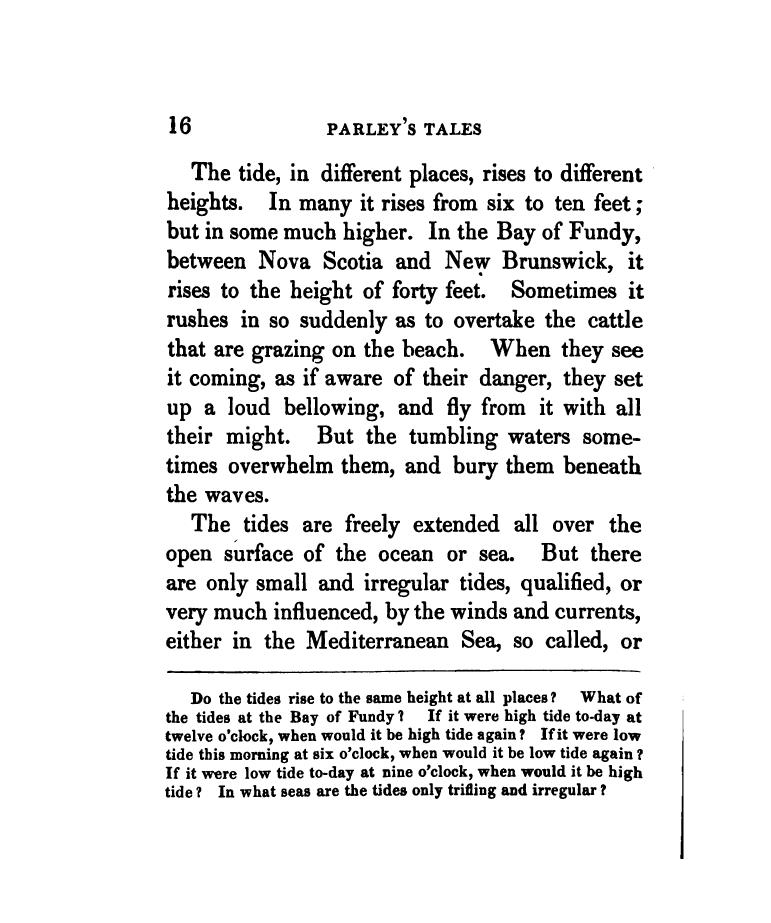 16 PARLEY'S TALES
The tide, in different places, rises to different
heights. In many it rises from six to ten feet;
but in some much higher. In the Bay of Fundy,
between Nova Scotia and New Brunswick, it
rises to the height of forty feet. Sometimes it
rushes in so suddenly as to overtake the cattle
that are grazing on the beach. When they see
it coming, as if aware of their danger, they set
up a loud bellowing, and fly from it with all
their might. But the tumbling waters some-
times overwhelm them, and bury them beneath
the waves.
The tides are freely extended all over the
open surface of the ocean or sea. But there
are only small and irregular tides, qualified, or
very much influenced, by the winds and currents,
either in the Mediterranean Sea, so called, or
Do the tides rise to the same height at all places? What of
the tides at the Bay of Fundy? If it were high tide to-day at
twelve o'clock, when would it be high tide again? If it were low
tide this morning at six o'clock, when would it be low tide again?
If it were low tide to-day at nine o'clock, when would it be high
tide? In what seas are the tides only trifling and irregular?